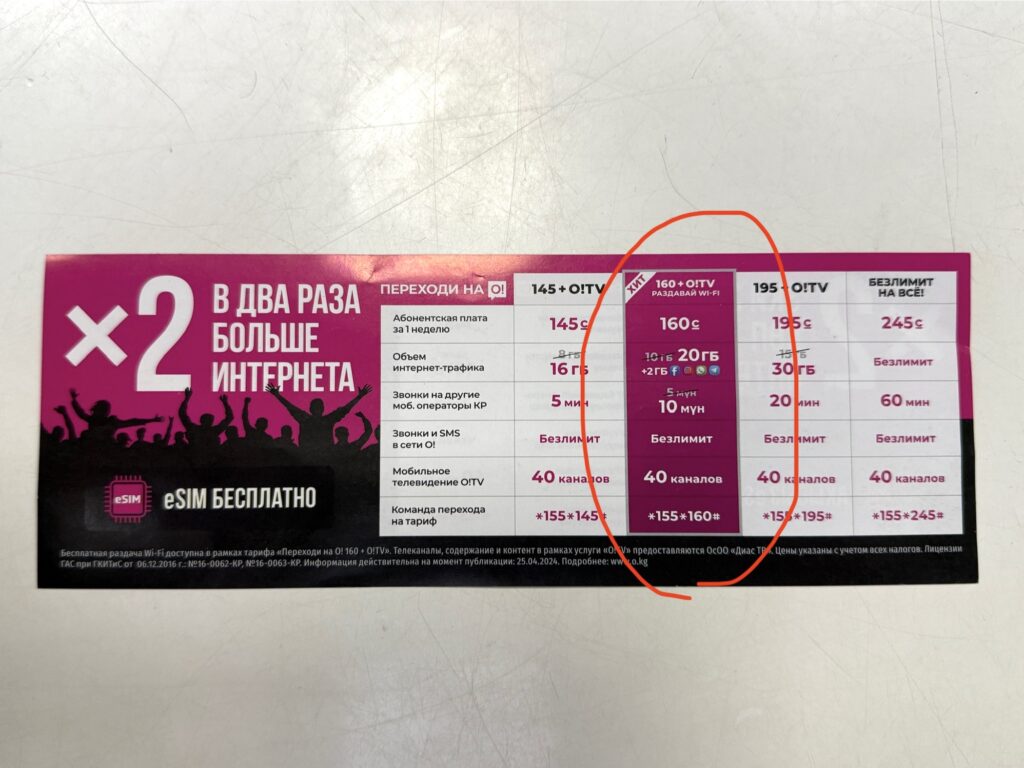 ×2
В ДВА РАЗА
БОЛЬШЕ
ИНТЕРНЕТА
eSIM
eSIM БЕСПЛАТНО
ПЕРЕХОДИ НА О!
145 + O!TV
ХИТ
160 + O!TV
РАЗДАВАЙ WI-FI
195 + O!TV
БЕЗЛИМИТ
НА ВСЁ!
Абонентская плата
за 1 неделю
145с
160с
195с
245с
Объем
интернет-трафика
8 ГБ
16 ГБ
10 ГБ 20 ГБ
+2 ГБ
15 ГБ
30 ГБ
Безлимит
Звонки на другие
моб. операторы КР
5 мин
5 мүн
10 мүн
20 мин
60 мин
Звонки и SMS
в сети О!
Безлимит
Безлимит
Безлимит
Безлимит
Мобильное
телевидение O!TV
40 каналов
40 каналов
40 каналов
40 каналов
Команда перехода
на тариф
*155*145#
*155*160#
*155*195#
*155*245#
Бесплатная раздача Wi-Fi доступна в рамках тарифа «Переходи на О! 160 + O!TV». Телеканалы, содержание и контент в рамках услуги «O!TV» предоставляются ОсОО «Диас ТВ». Цены указаны с учетом всех налогов. Лицензии
ГАС при ГКИТиС от 06.12.2016 г.: №16-0062-КР, №16-0063-КР. Информация действительна на момент публикации: 25.04.2024. Подробнее: www.o.kg